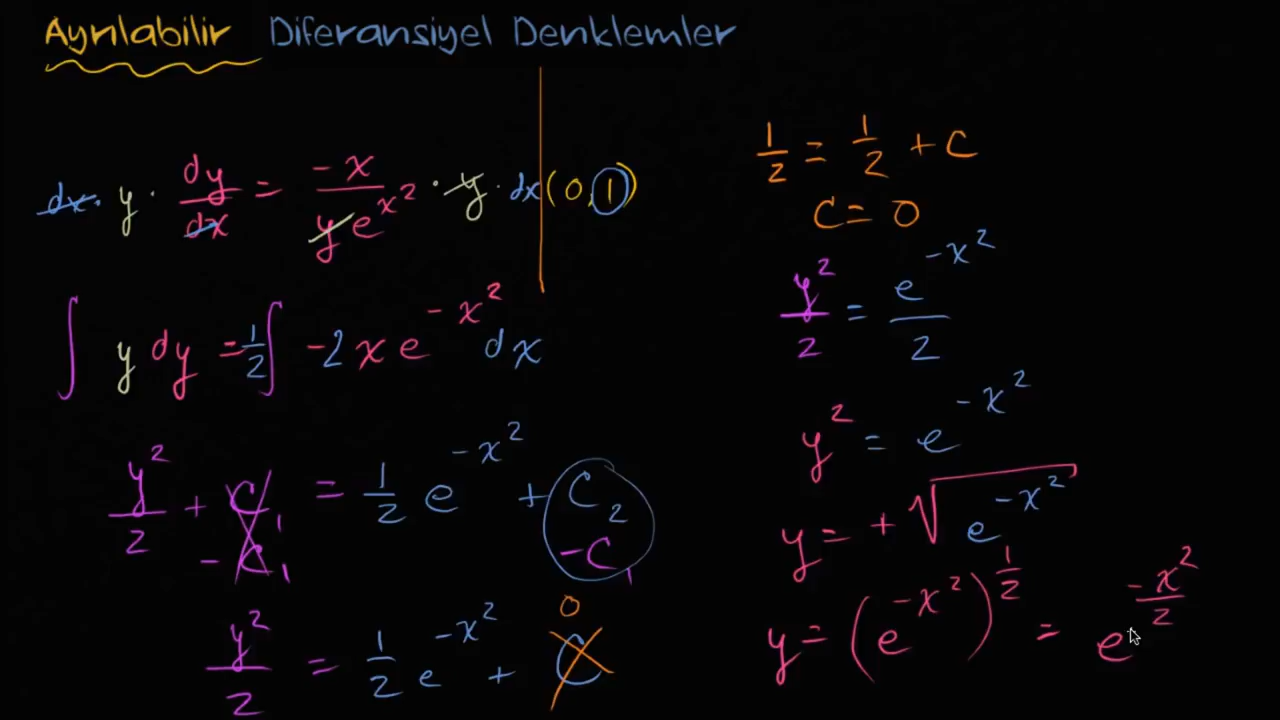 Ayrılabilir Diferansiyel Denklemler
dx · y · dy/dx = -x/(y e^x²) · y · dx (0, 1)
∫ y dy = 1/2 ∫ -2x e^-x² dx
y²/2 + C₁ - C₁ = 1/2 e^-x² + C₂ - C₁
y²/2 = 1/2 e^-x² + C 0
1/2 = 1/2 + C
C = 0
y²/2 = e^-x²/2
y² = e^-x²
y = + √(e^-x²)
y = (e^-x²)^1/2 = e^(-x²/2)